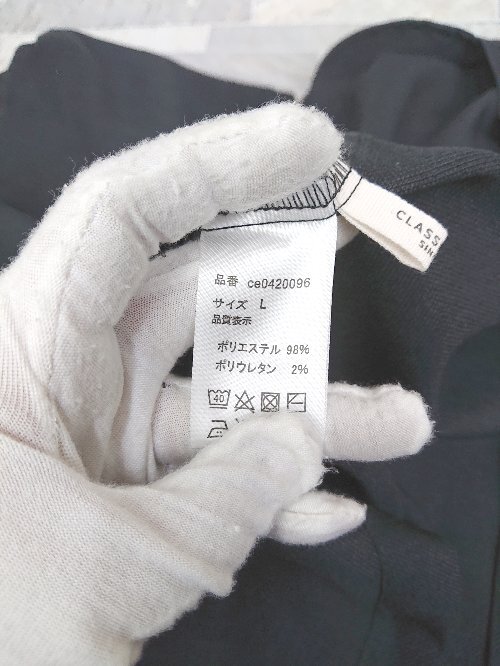 品番 ce0420096
サイズ L
品質表示
ポリエステル 98%
ポリウレタン 2%
40
CLASS